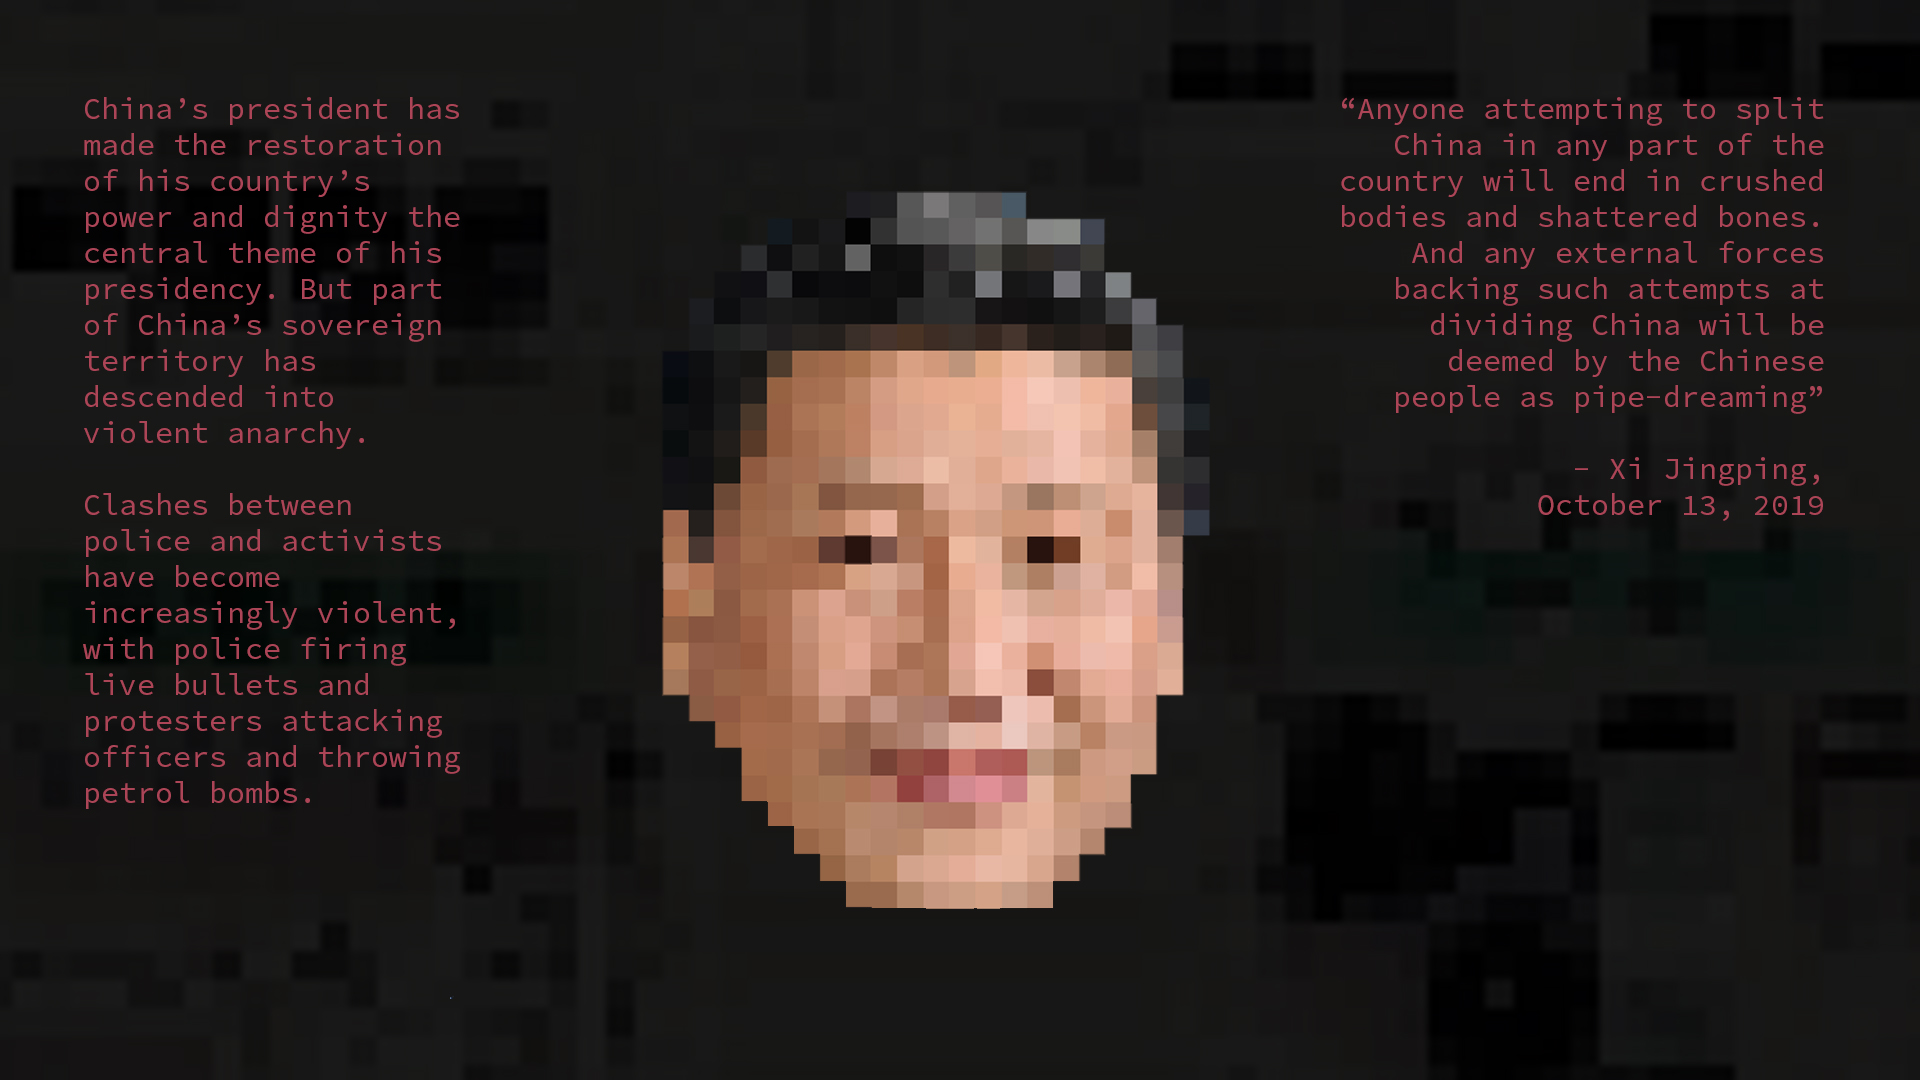 China’s president has
made the restoration
of his country’s
power and dignity the
central theme of his
presidency. But part
of China’s sovereign
territory has
descended into
violent anarchy.
Clashes between
police and activists
have become
increasingly violent,
with police firing
live bullets and
protesters attacking
officers and throwing
petrol bombs.
“Anyone attempting to split
China in any part of the
country will end in crushed
bodies and shattered bones.
And any external forces
backing such attempts at
dividing China will be
deemed by the Chinese
people as pipe-dreaming”
– Xi Jingping,
October 13, 2019